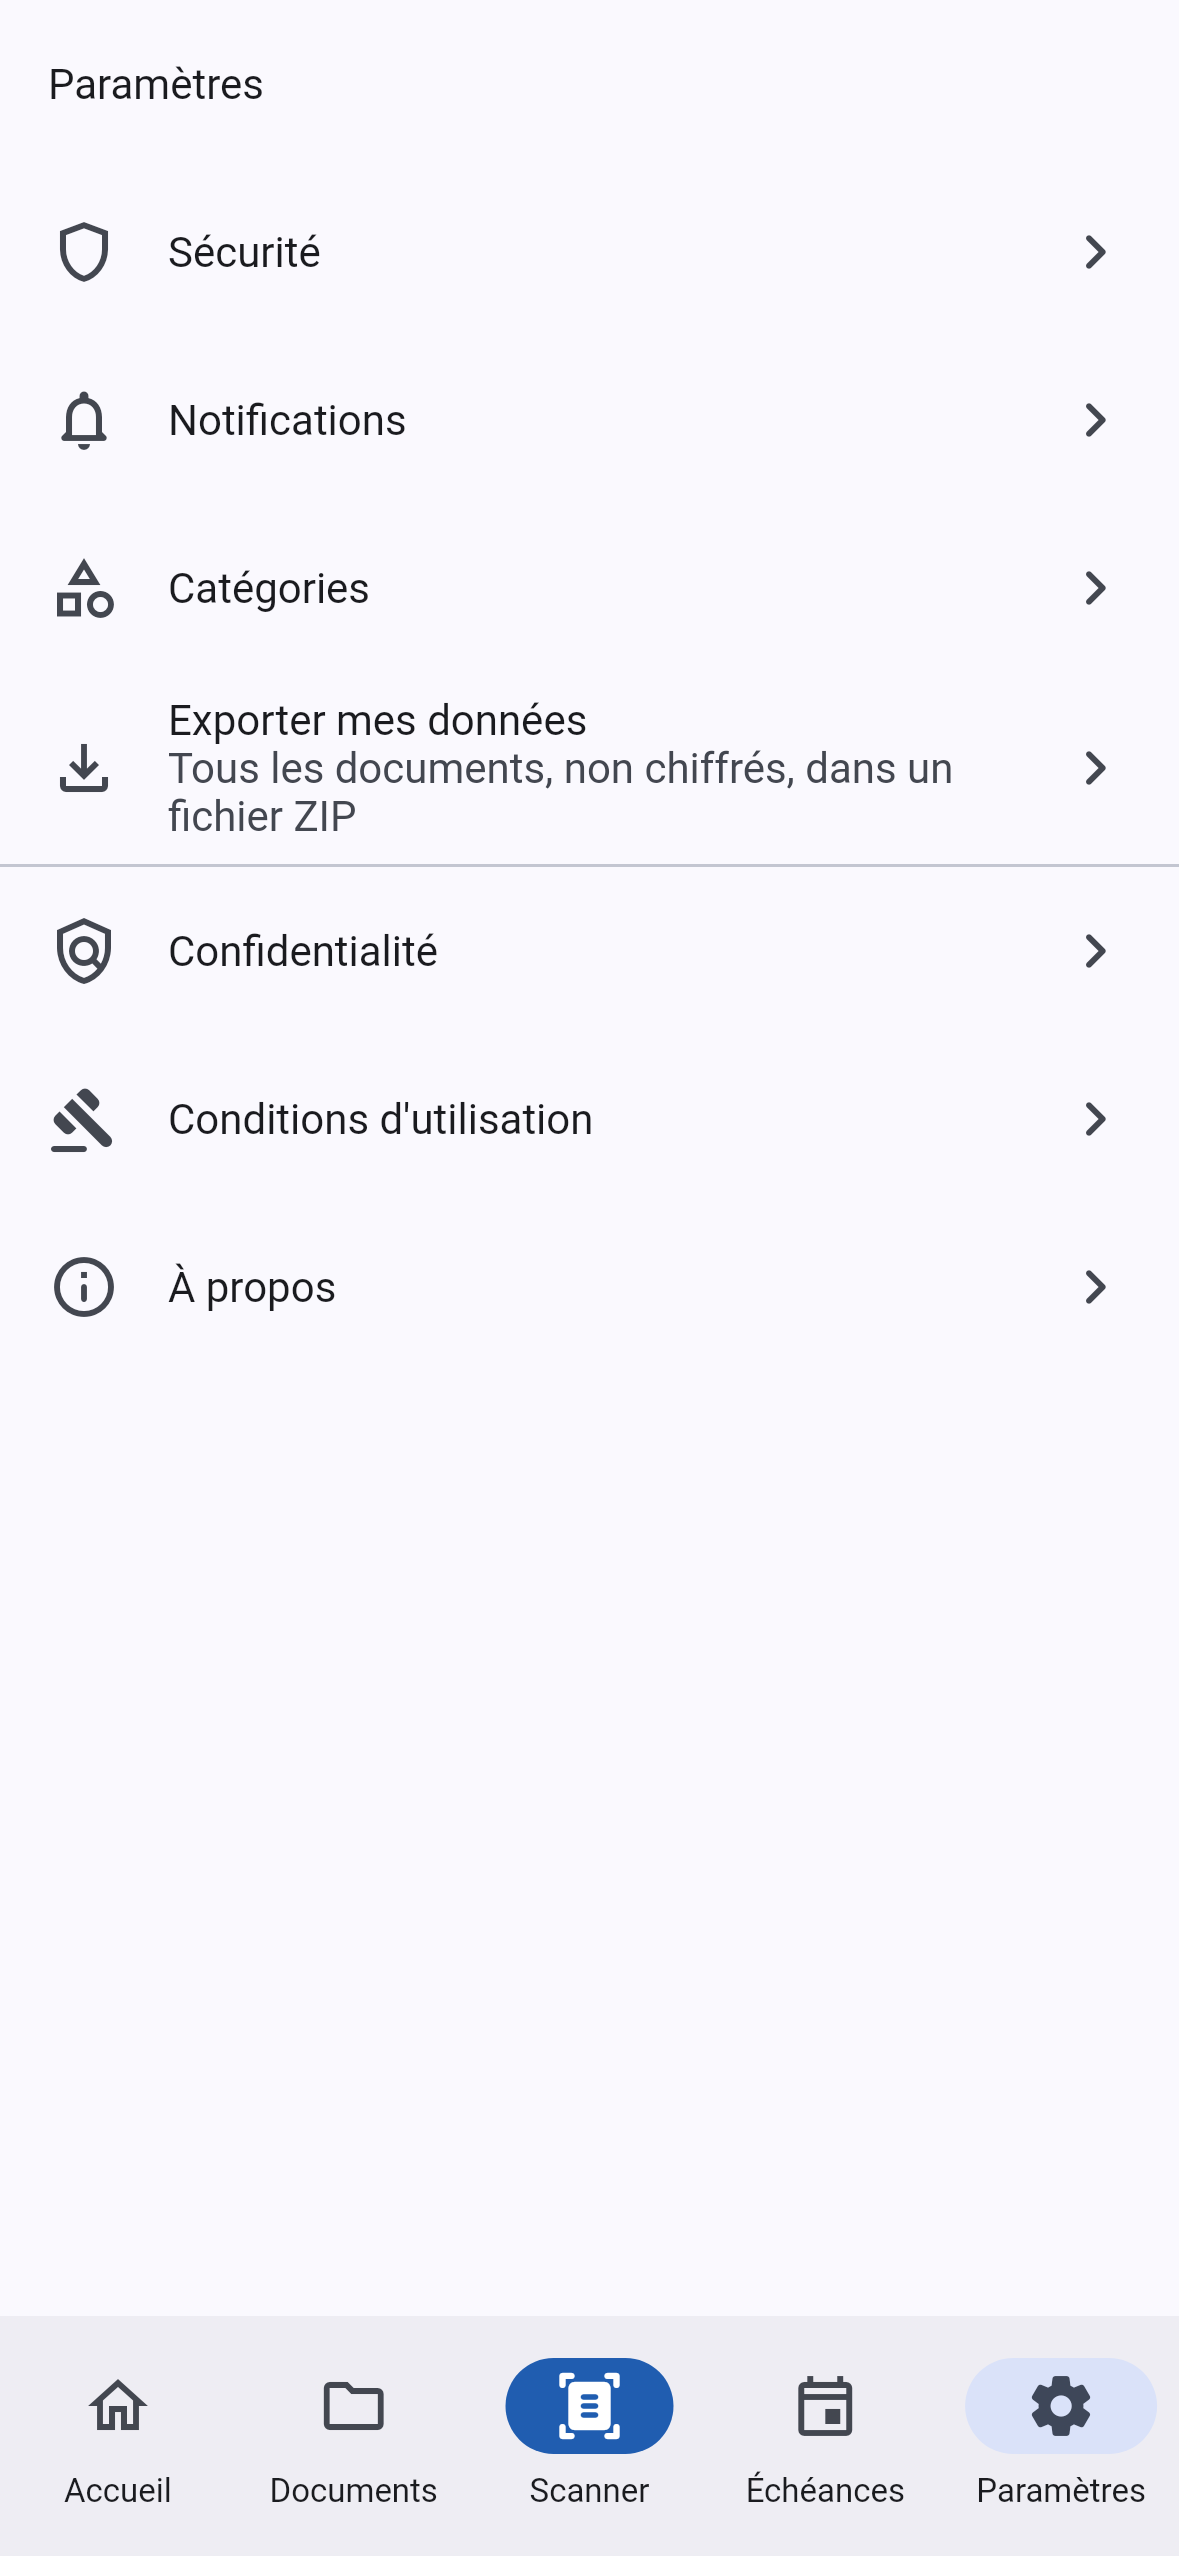 Paramètres
Sécurité
Notifications
Catégories
Exporter mes données
Tous les documents, non chiffrés, dans un
fichier ZIP
Confidentialité
Conditions d'utilisation
À propos
Accueil
Documents
Scanner
Échéances
Paramètres